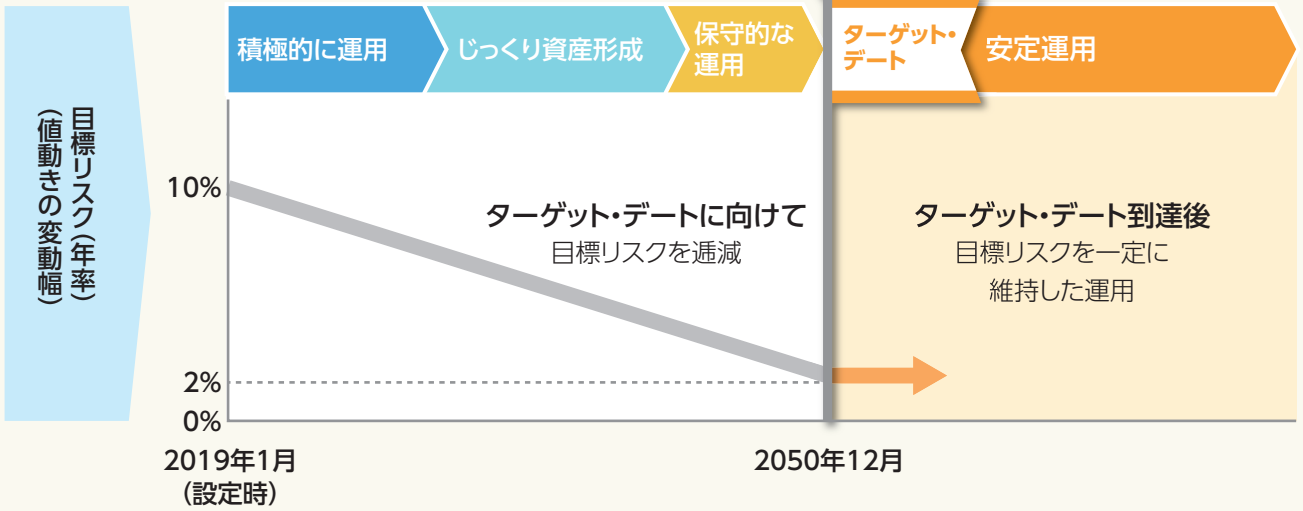 積極的に運用
じっくり資産形成
保守的な
運用
ターゲット・
デート
安定運用
目標リスク(年率)
(値動きの変動幅)
10%
2%
0%
ターゲット・デートに向けて
目標リスクを逓減
ターゲット・デート到達後
目標リスクを一定に
維持した運用
2019年1月
(設定時)
2050年12月